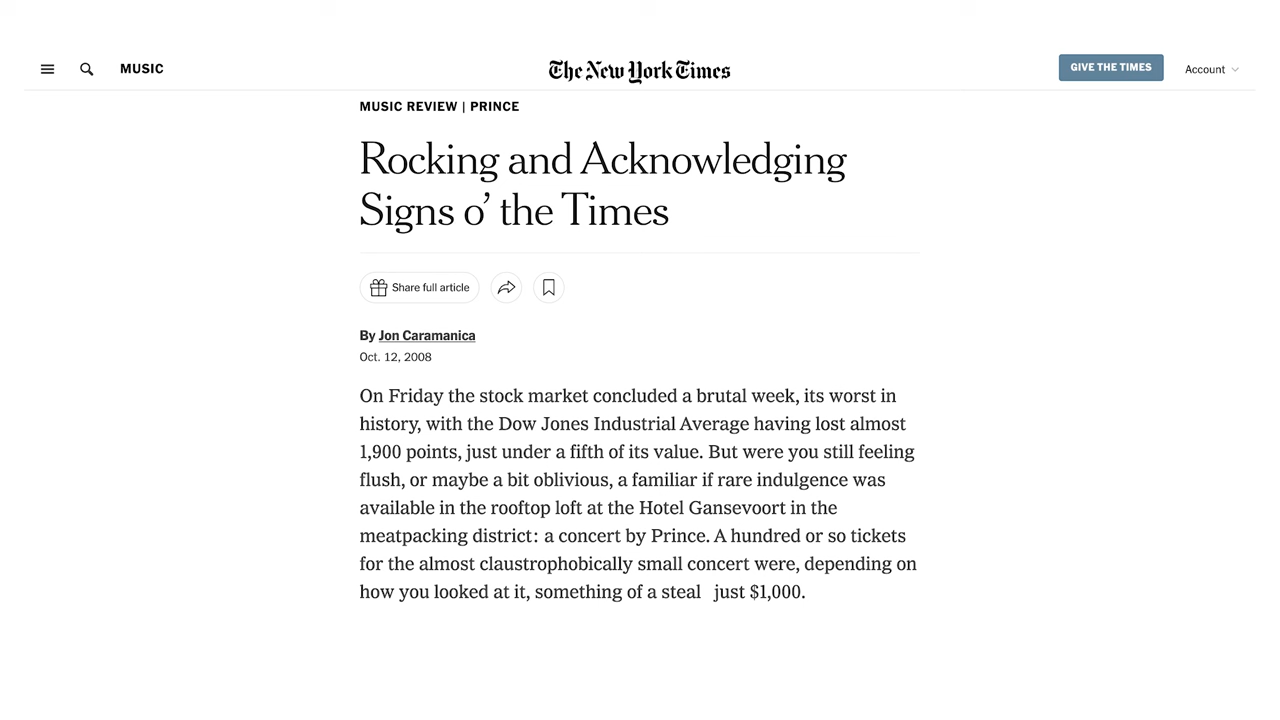 MUSIC
The New York Times
GIVE THE TIMES
Account
MUSIC REVIEW | PRINCE
Rocking and Acknowledging
Signs o’ the Times
Share full article
By Jon Caramanica
Oct. 12, 2008
On Friday the stock market concluded a brutal week, its worst in
history, with the Dow Jones Industrial Average having lost almost
1,900 points, just under a fifth of its value. But were you still feeling
flush, or maybe a bit oblivious, a familiar if rare indulgence was
available in the rooftop loft at the Hotel Gansevoort in the
meatpacking district: a concert by Prince. A hundred or so tickets
for the almost claustrophobically small concert were, depending on
how you looked at it, something of a steal just $1,000.